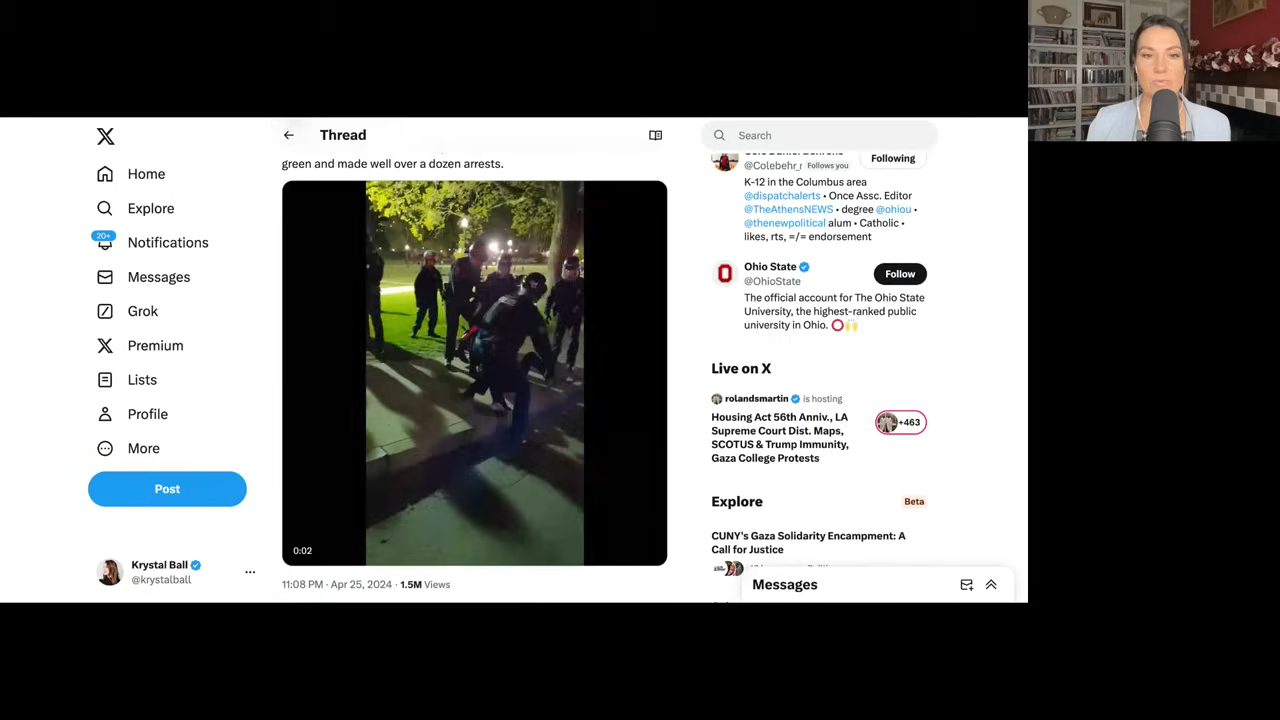 Thread
Search
green and made well over a dozen arrests.
Home
Explore
20+
Notifications
Messages
Grok
Premium
Lists
Profile
More
Post
Krystal Ball
@krystalball
0:02
11:08 PM · Apr 25, 2024 · 1.5M Views
@Colebehr_r Follows you
Following
K-12 in the Columbus area
@dispatchalerts • Once Assc. Editor
@TheAthensNEWS • degree @ohiou •
@thenewpolitical alum • Catholic •
likes, rts, =/= endorsement
Ohio State
@OhioState
Follow
The official account for The Ohio State
University, the highest-ranked public
university in Ohio.
Live on X
rolandsmartin is hosting
Housing Act 56th Anniv., LA
Supreme Court Dist. Maps,
SCOTUS & Trump Immunity,
Gaza College Protests
+463
Explore
Beta
CUNY's Gaza Solidarity Encampment: A
Call for Justice
Messages